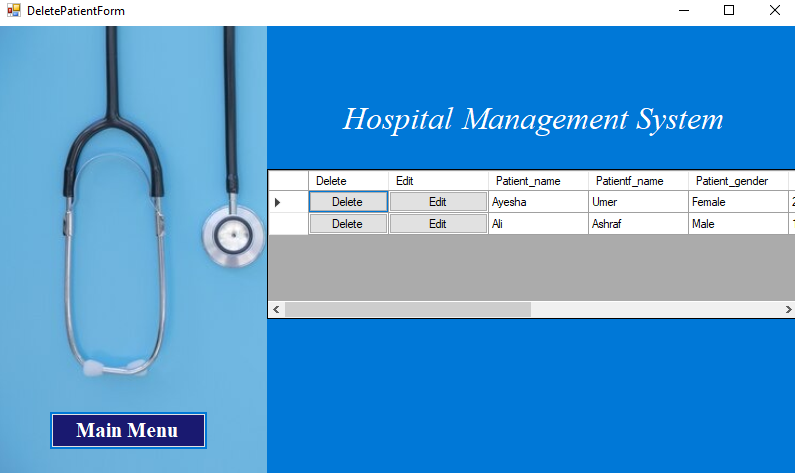 DeletePatientForm
Hospital Management System
Delete Edit Patient_name Patientf_name Patient_gender
Delete Edit Ayesha Umer Female
Delete Edit Ali Ashraf Male
Main Menu